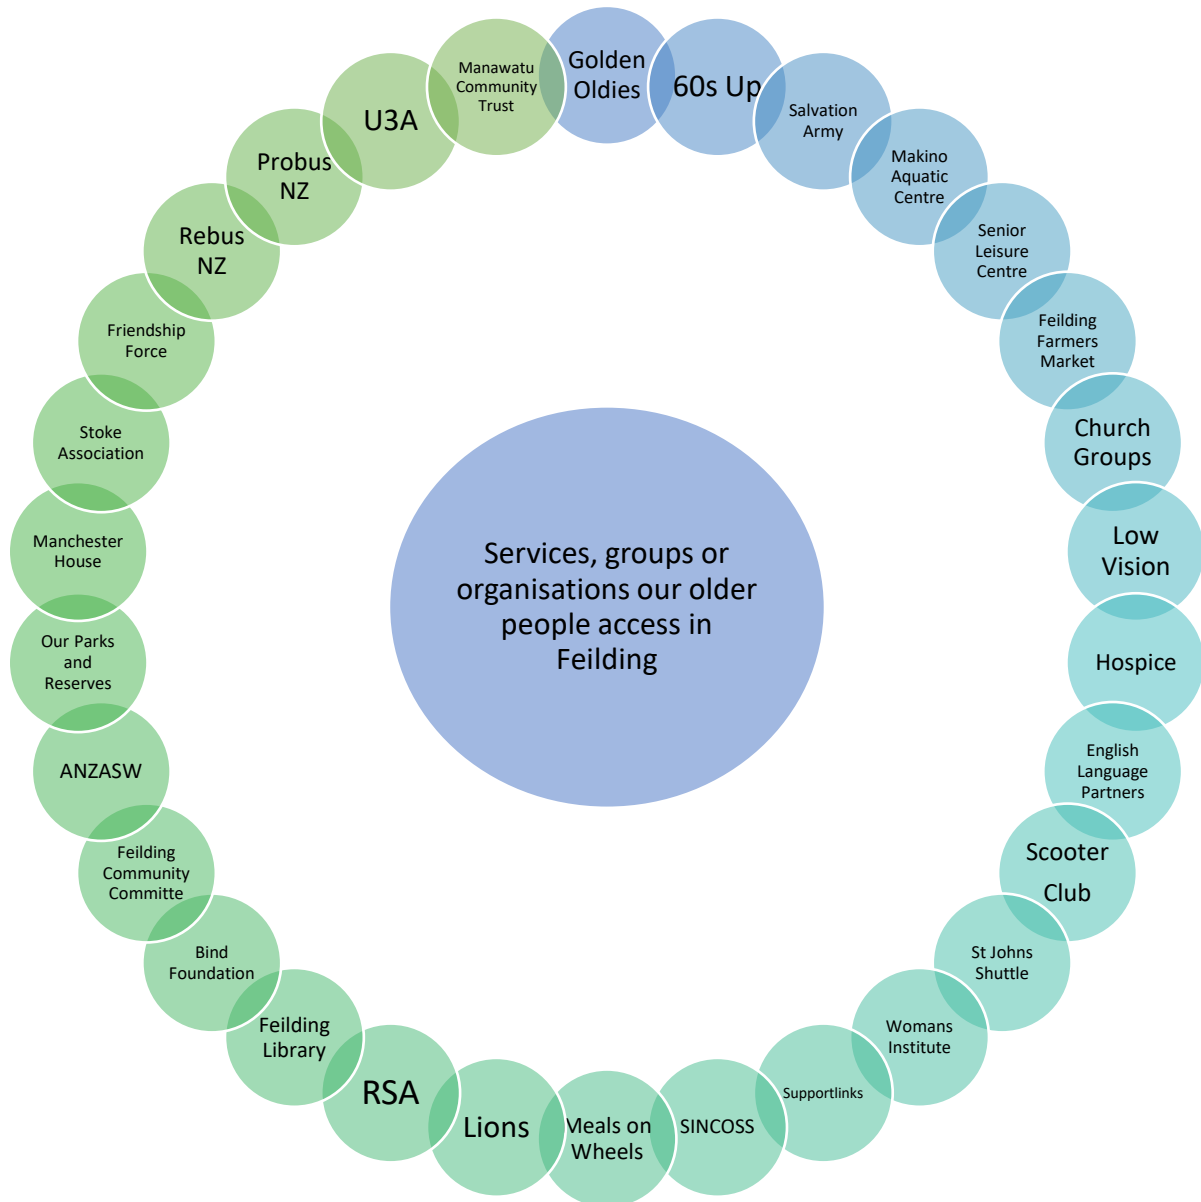 Services, groups or
organisations our older
people access in
Feilding
Golden
Oldies
60s Up
Salvation
Army
Makino
Aquatic
Centre
Senior
Leisure
Centre
Feilding
Farmers
Market
Church
Groups
Low
Vision
Hospice
English
Language
Partners
Scooter
Club
St Johns
Shuttle
Womans
Institute
Supportlinks
SINCOSS
Meals on
Wheels
Lions
RSA
Feilding
Library
Bind
Foundation
Feilding
Community
Committe
ANZASW
Our Parks
and
Reserves
Manchester
House
Stoke
Association
Friendship
Force
Rebus
NZ
Probus
NZ
U3A
Manawatu
Community
Trust